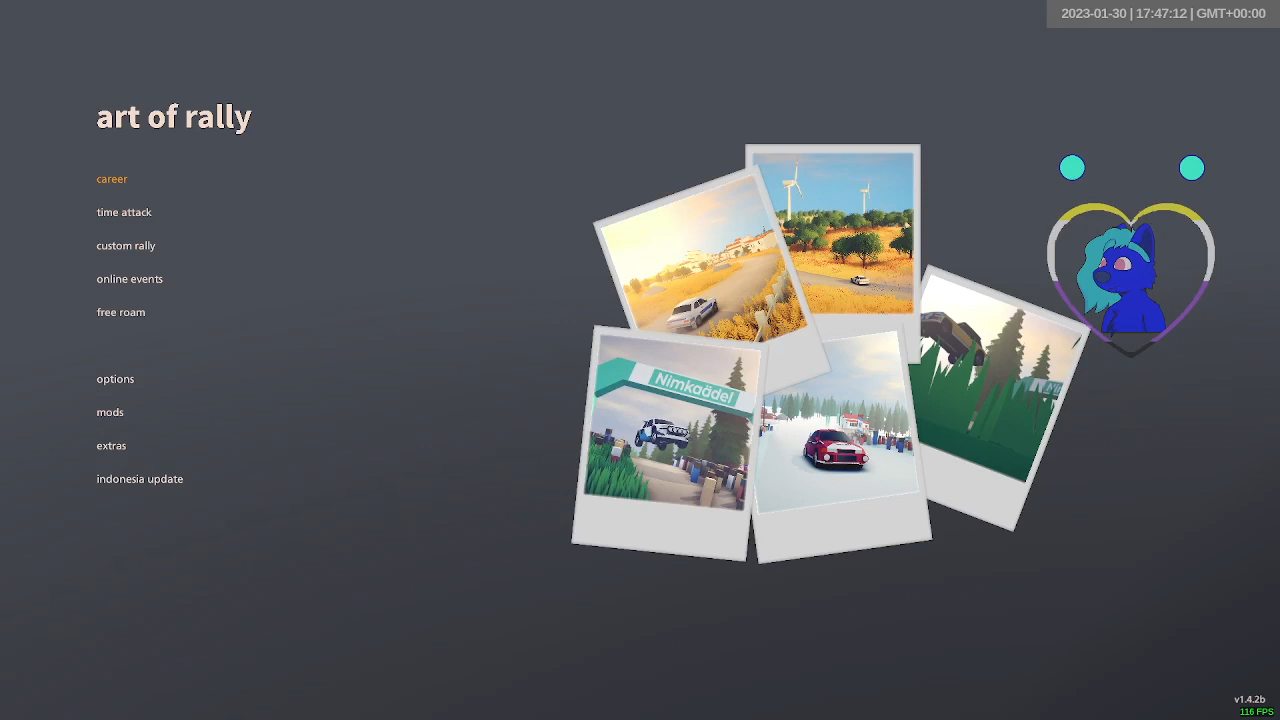 2023-01-30 | 17:47:12 | GMT+00:00
art of rally
career
time attack
custom rally
online events
free roam
options
mods
extras
indonesia update
Nimkaädel
v1.4.2b
116 FPS